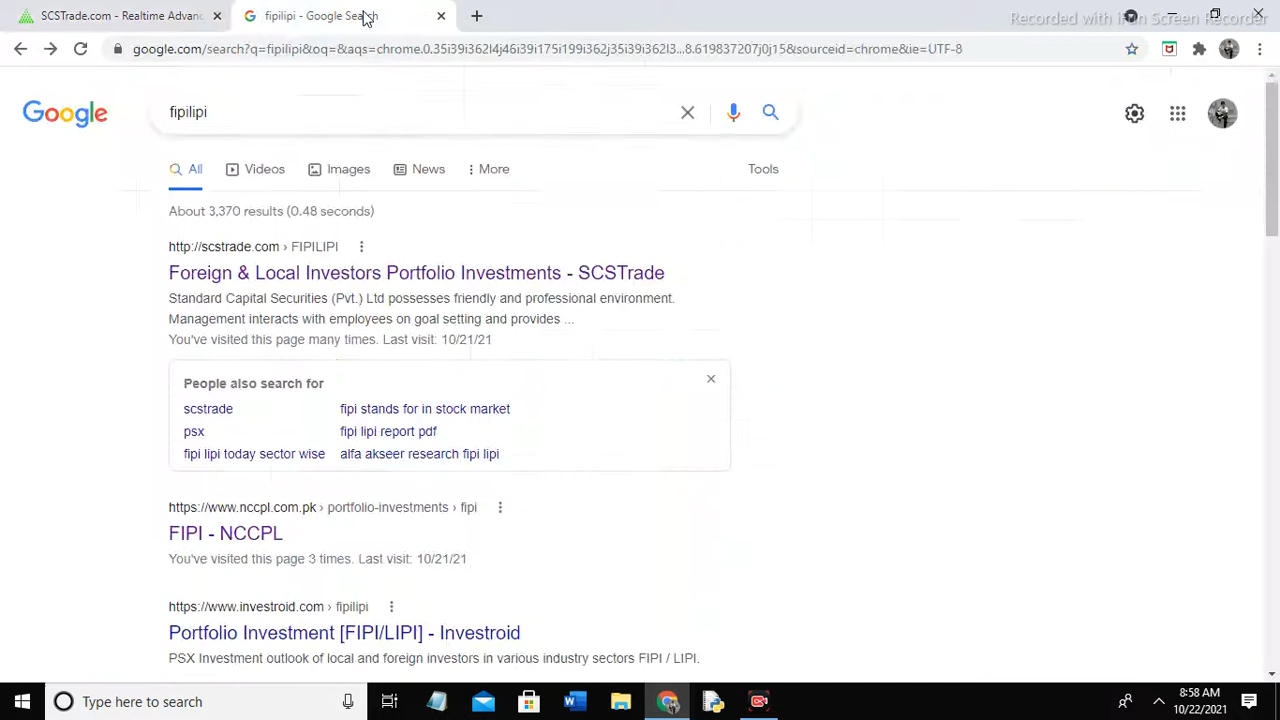 SCSTrade.com - Realtime Advanc
fipilipi - Google Search
Recorded with iFun Screen Recorder
google.com/search?q=fipilipi&oq=&aqs=chrome.0.35i39i362l4j46i39i175i199i362j35i39i362l3...8.619837207j0j15&sourceid=chrome&ie=UTF-8
Google
fipilipi
All
Videos
Images
News
More
Tools
About 3,370 results (0.48 seconds)
http://scstrade.com › FIPILIPI
Foreign & Local Investors Portfolio Investments - SCSTrade
Standard Capital Securities (Pvt.) Ltd possesses friendly and professional environment.
Management interacts with employees on goal setting and provides ...
You've visited this page many times. Last visit: 10/21/21
People also search for
scstrade
fipi stands for in stock market
psx
fipi lipi report pdf
fipi lipi today sector wise
alfa akseer research fipi lipi
https://www.nccpl.com.pk › portfolio-investments › fipi
FIPI - NCCPL
You've visited this page 3 times. Last visit: 10/21/21
https://www.investroid.com › fipilipi
Portfolio Investment [FIPI/LIPI] - Investroid
PSX Investment outlook of local and foreign investors in various industry sectors FIPI / LIPI.
Type here to search
8:58 AM
10/22/2021